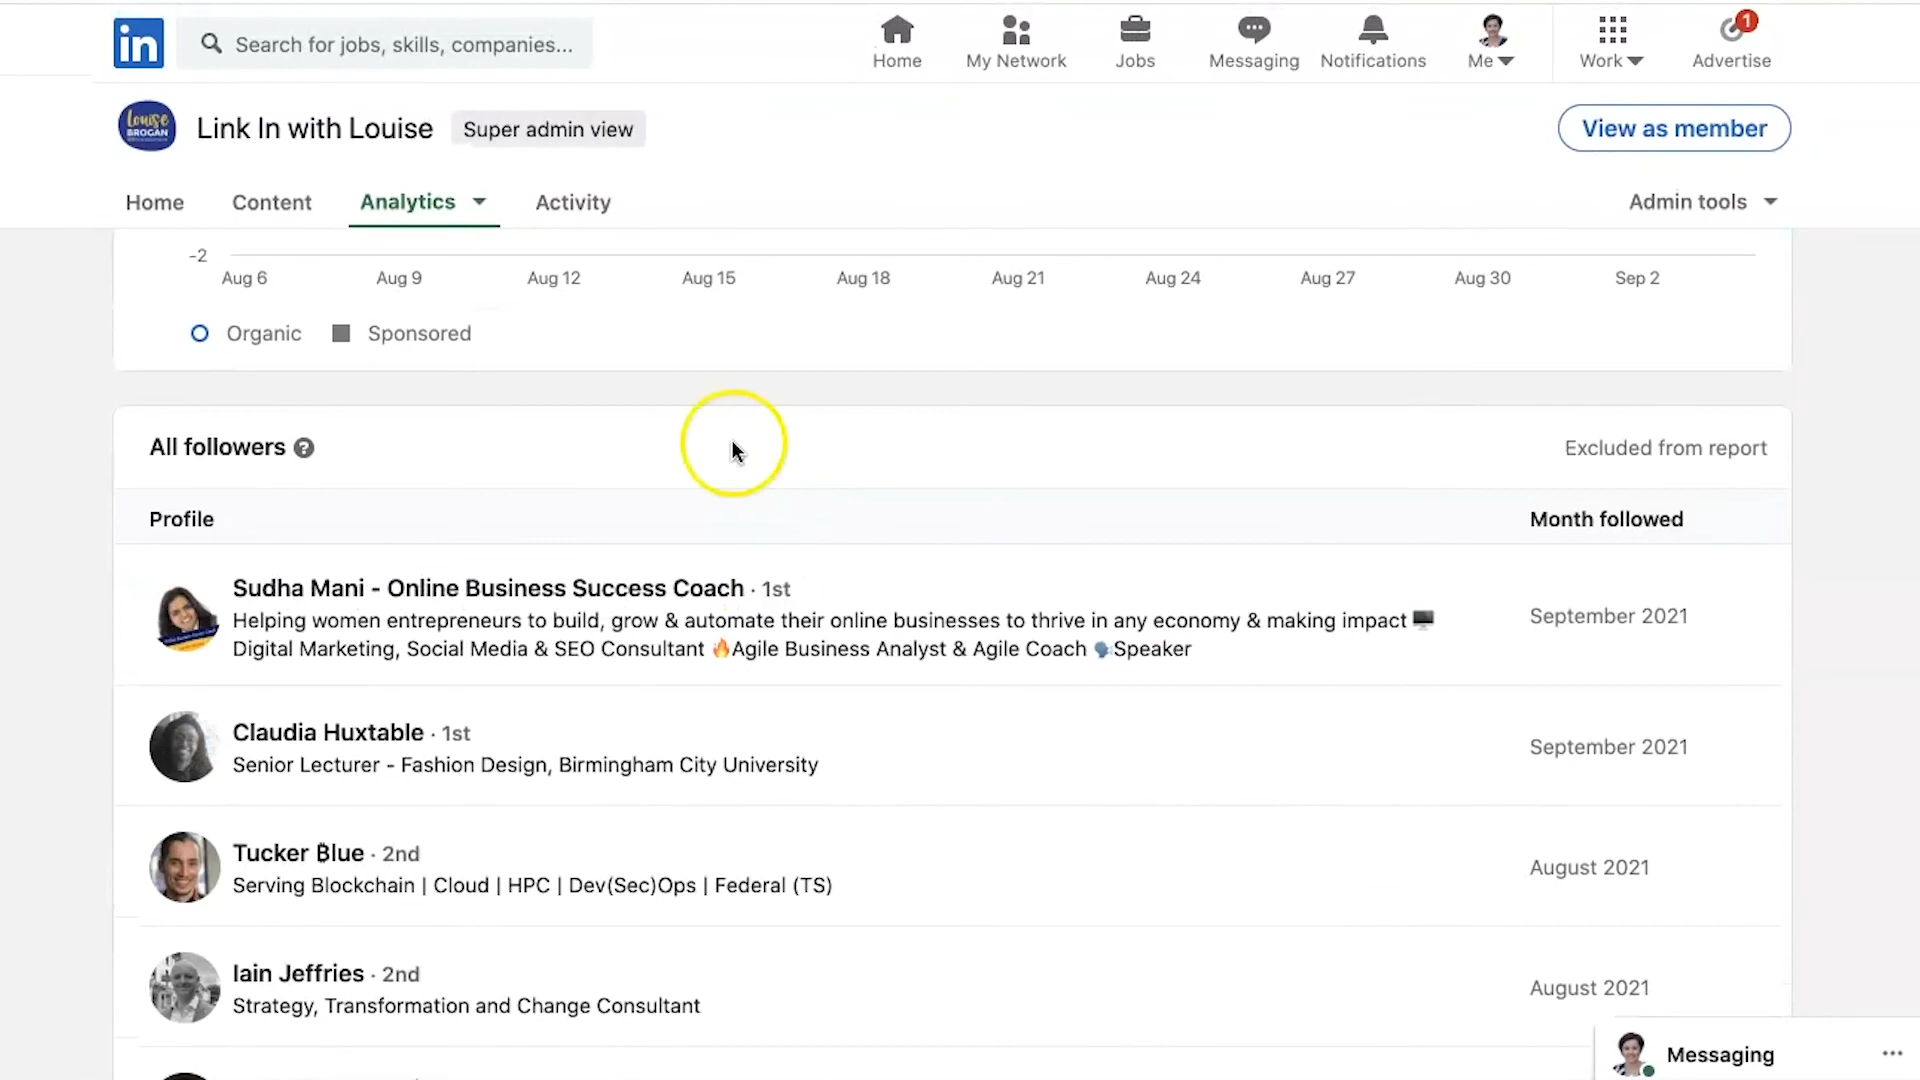 in Search for jobs, skills, companies... Home My Network Jobs Messaging Notifications Me Work Advertise 1
Louise BROGAN Link In with Louise Super admin view View as member
Home Content Analytics Activity Admin tools
-2
Aug 6 Aug 9 Aug 12 Aug 15 Aug 18 Aug 21 Aug 24 Aug 27 Aug 30 Sep 2
Organic Sponsored
All followers ? Excluded from report
Profile Month followed
Sudha Mani - Online Business Success Coach · 1st
Helping women entrepreneurs to build, grow & automate their online businesses to thrive in any economy & making impact 🖥️ September 2021
Digital Marketing, Social Media & SEO Consultant 🔥Agile Business Analyst & Agile Coach 🗣️Speaker
Claudia Huxtable · 1st
September 2021
Senior Lecturer - Fashion Design, Birmingham City University
Tucker ₿lue · 2nd
August 2021
Serving Blockchain | Cloud | HPC | Dev(Sec)Ops | Federal (TS)
Iain Jeffries · 2nd
August 2021
Strategy, Transformation and Change Consultant
Messaging ...